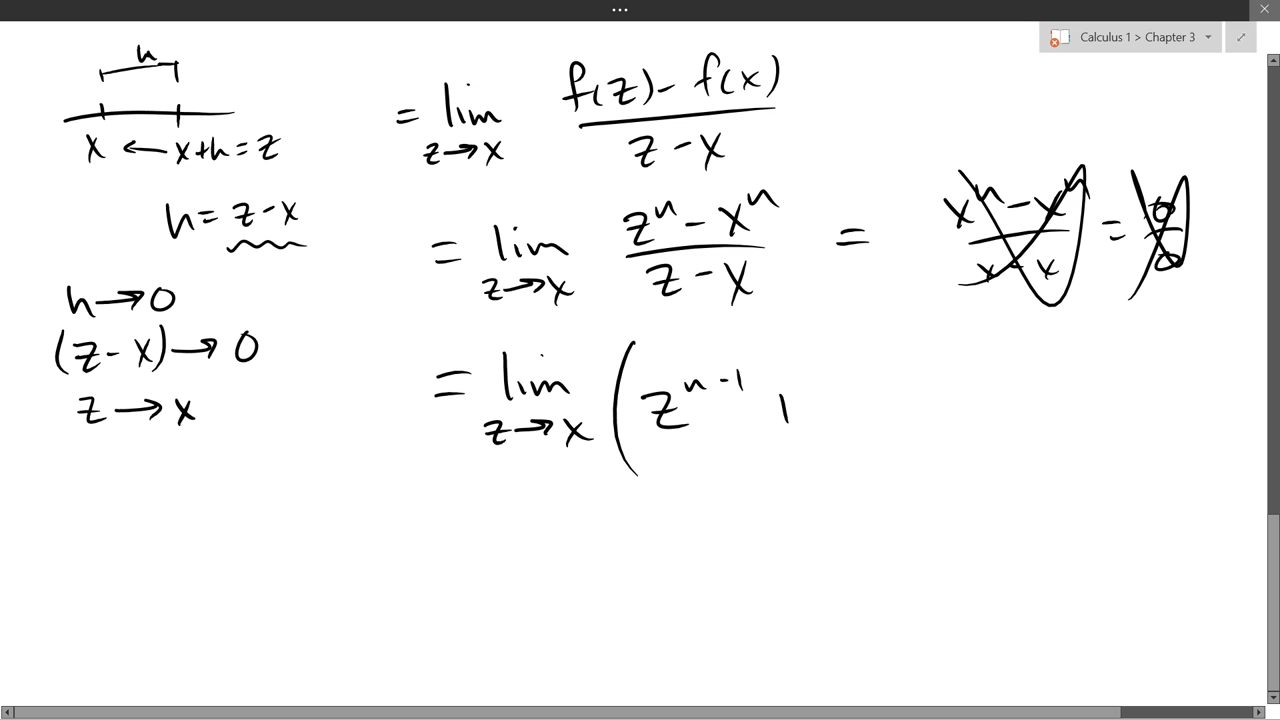 ...
Calculus 1 > Chapter 3
h
x ← x+h = z
h = z-x
h → 0
(z-x) → 0
z → x
= lim z→x f(z) - f(x) / z - x
= lim z→x z^n - x^n / z - x = x^n - x^n / x - x = 0 / 0
= lim z→x ( z^n-1